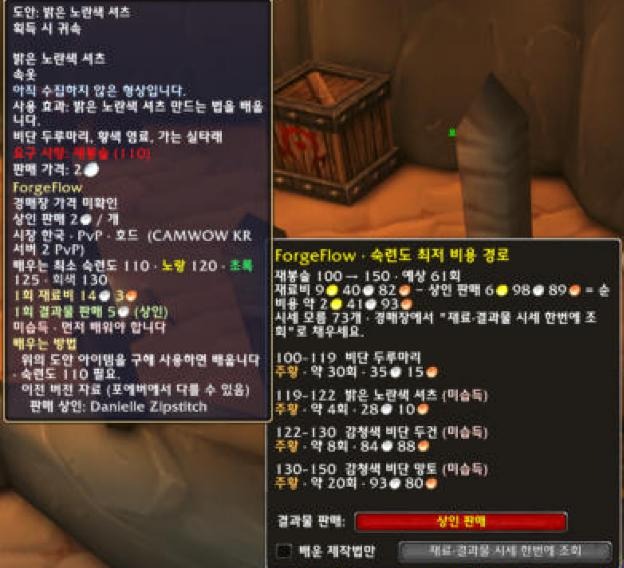 도안: 밝은 노란색 셔츠
획득 시 귀속
밝은 노란색 셔츠
속옷
아직 수집하지 않은 형상입니다.
사용 효과: 밝은 노란색 셔츠 만드는 법을 배웁
니다.
비단 두루마리, 황색 염료, 가는 실타래
요구 사항: 재봉술 (110)
판매 가격: 2
ForgeFlow
경매장 가격 미확인
상인 판매 2 / 개
시장 한국 · PvP · 호드 (CAMWOW KR
서버 2 PvP)
배우는 최소 숙련도 110 · 노랑 120 · 초록
125 · 회색 130
1회 재료비 14 3
1회 결과물 판매 5 (상인)
미습득 · 먼저 배워야 합니다
배우는 방법
위의 도안 아이템을 구해 사용하면 배웁니다
· 숙련도 110 필요.
이전 버전 자료 (포에버에서 다를 수 있음)
판매 상인: Danielle Zipstitch
ForgeFlow · 숙련도 최저 비용 경로
재봉술 100 → 150 · 예상 61회
재료비 9 40 82 - 상인 판매 6 98 89 = 순
비용 약 2 41 93
시세 모름 73개 · 경매장에서 "재료·결과물 시세 한번에 조
회"로 채우세요.
100-119 비단 두루마리
주황 · 약 30회 · 35 15
119-122 밝은 노란색 셔츠 (미습득)
주황 · 약 4회 · 28 10
122-130 감청색 비단 두건 (미습득)
주황 · 약 8회 · 84 88
130-150 감청색 비단 망토 (미습득)
주황 · 약 20회 · 93 80
결과물 판매: 상인 판매
배운 제작법만 재료·결과물 시세 한번에 조회